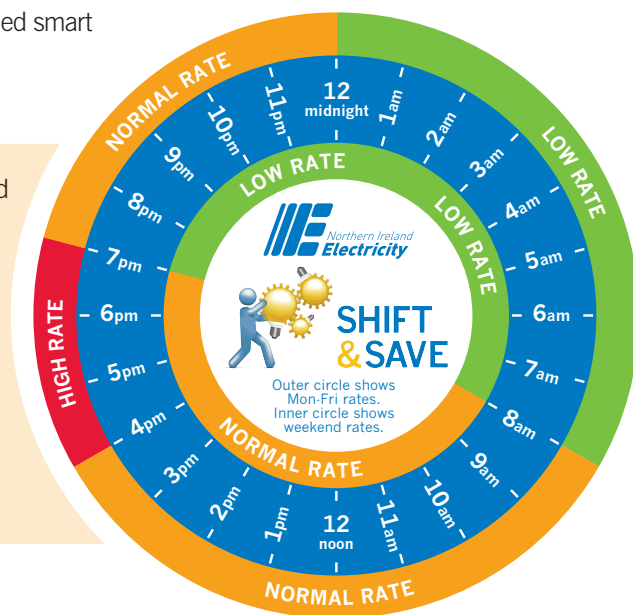 ed smart
d
NORMAL RATE
LOW RATE
HIGH RATE
NORMAL RATE
12
midnight
1am
2am
3am
4am
5am
6am
7am
8am
9am
10am
11am
12
noon
1pm
2pm
3pm
4pm
5pm
6pm
7pm
8pm
9pm
10pm
11pm
LOW RATE
LOW RATE
NORMAL RATE
Northern Ireland
Electricity
SHIFT
&SAVE
Outer circle shows
Mon-Fri rates.
Inner circle shows
weekend rates.